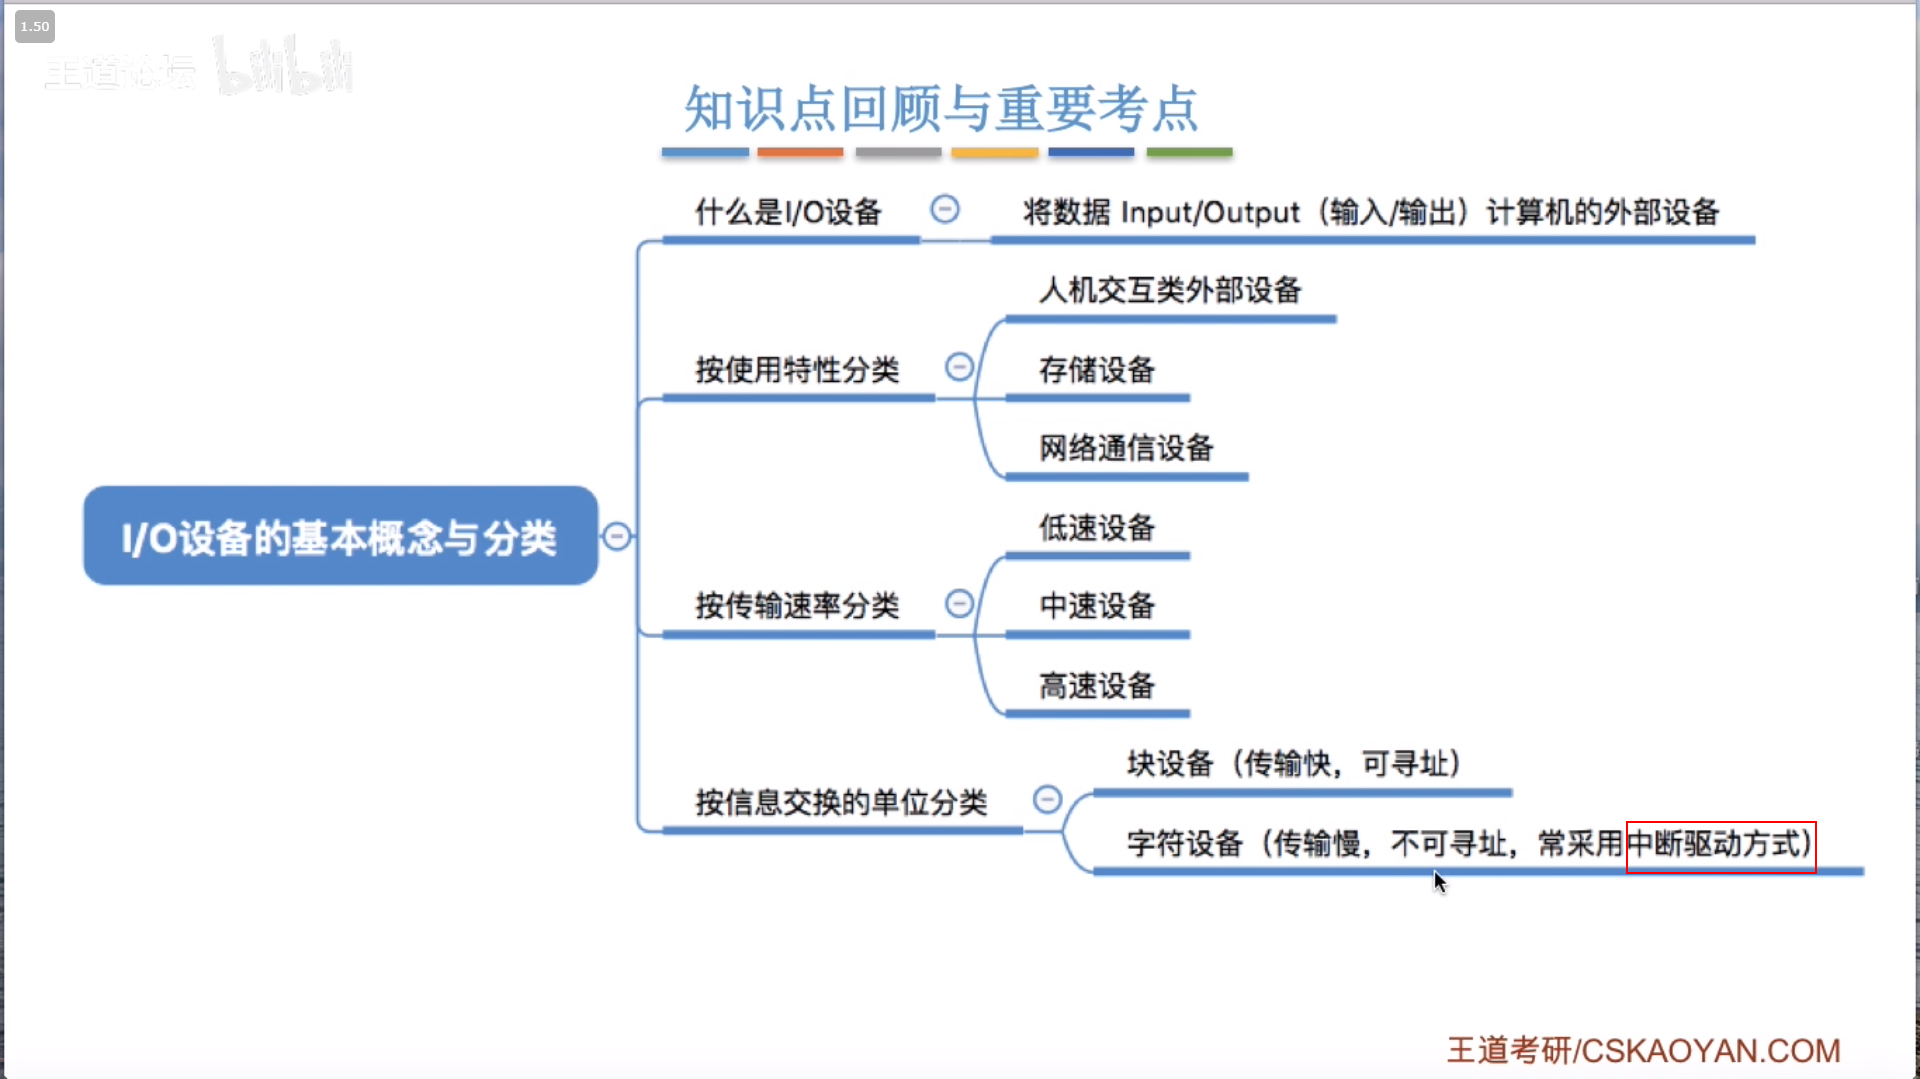 1.50
王道论坛 bilibili
知识点回顾与重要考点
什么是I/O设备
将数据 Input/Output（输入/输出）计算机的外部设备
人机交互类外部设备
按使用特性分类
存储设备
网络通信设备
I/O设备的基本概念与分类
低速设备
按传输速率分类
中速设备
高速设备
块设备（传输快，可寻址）
按信息交换的单位分类
字符设备（传输慢，不可寻址，常采用中断驱动方式）
王道考研/CSKAOYAN.COM